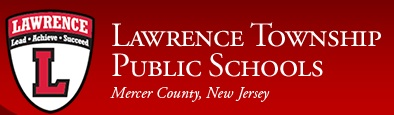 LAWRENCE
Lead • Achieve • Succeed
L
LAWRENCE TOWNSHIP
PUBLIC SCHOOLS
Mercer County, New Jersey